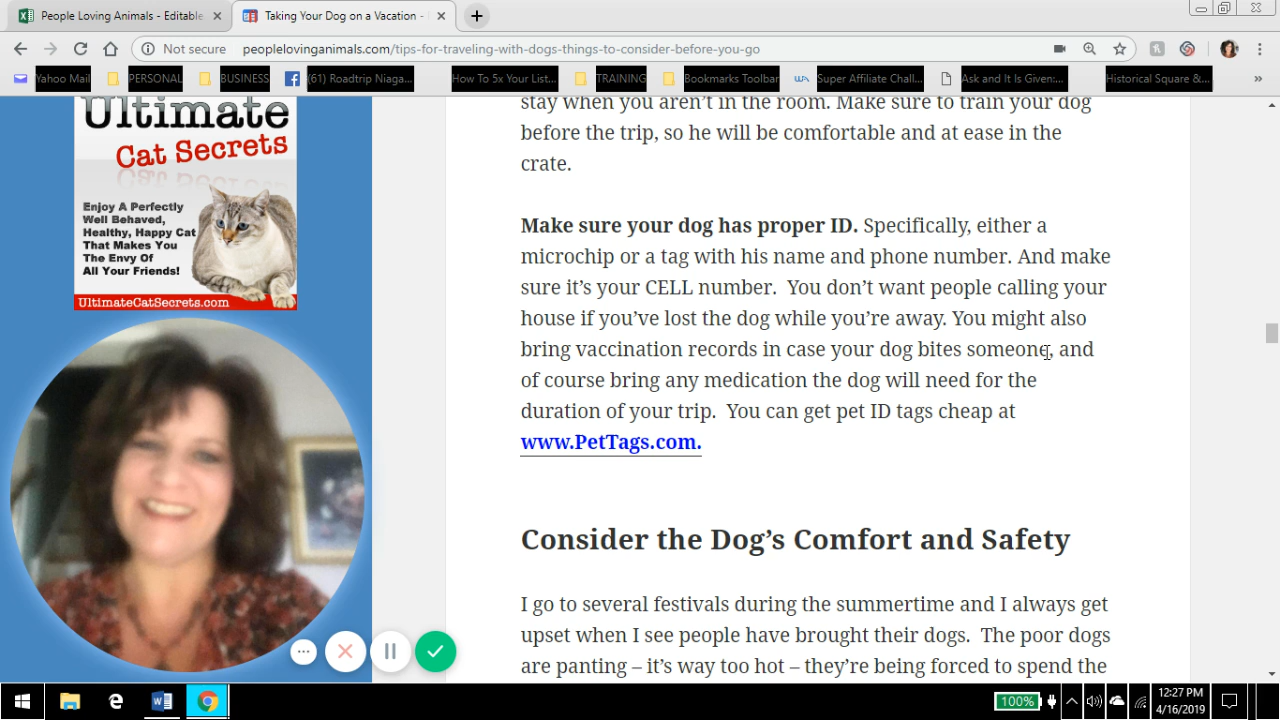 People Loving Animals - Editable
Taking Your Dog on a Vacation -
Not secure
peoplelovinganimals.com/tips-for-traveling-with-dogs-things-to-consider-before-you-go
Yahoo Mail
PERSONAL
BUSINESS
(61) Roadtrip Niaga...
How To 5x Your List...
TRAINING
Bookmarks Toolbar
Super Affiliate Chall...
Ask and It Is Given:...
Historical Square &...
»
Ultimate
Cat Secrets
Enjoy A Perfectly
Well Behaved,
Healthy, Happy Cat
That Makes You
The Envy Of
All Your Friends!
UltimateCatSecrets.com
stay when you aren't in the room. Make sure to train your dog
before the trip, so he will be comfortable and at ease in the
crate.
Make sure your dog has proper ID. Specifically, either a
microchip or a tag with his name and phone number. And make
sure it's your CELL number.  You don't want people calling your
house if you've lost the dog while you're away. You might also
bring vaccination records in case your dog bites someone, and
of course bring any medication the dog will need for the
duration of your trip.  You can get pet ID tags cheap at
www.PetTags.com.
Consider the Dog's Comfort and Safety
I go to several festivals during the summertime and I always get
upset when I see people have brought their dogs.  The poor dogs
are panting – it's way too hot – they're being forced to spend the
100%
12:27 PM
4/16/2019